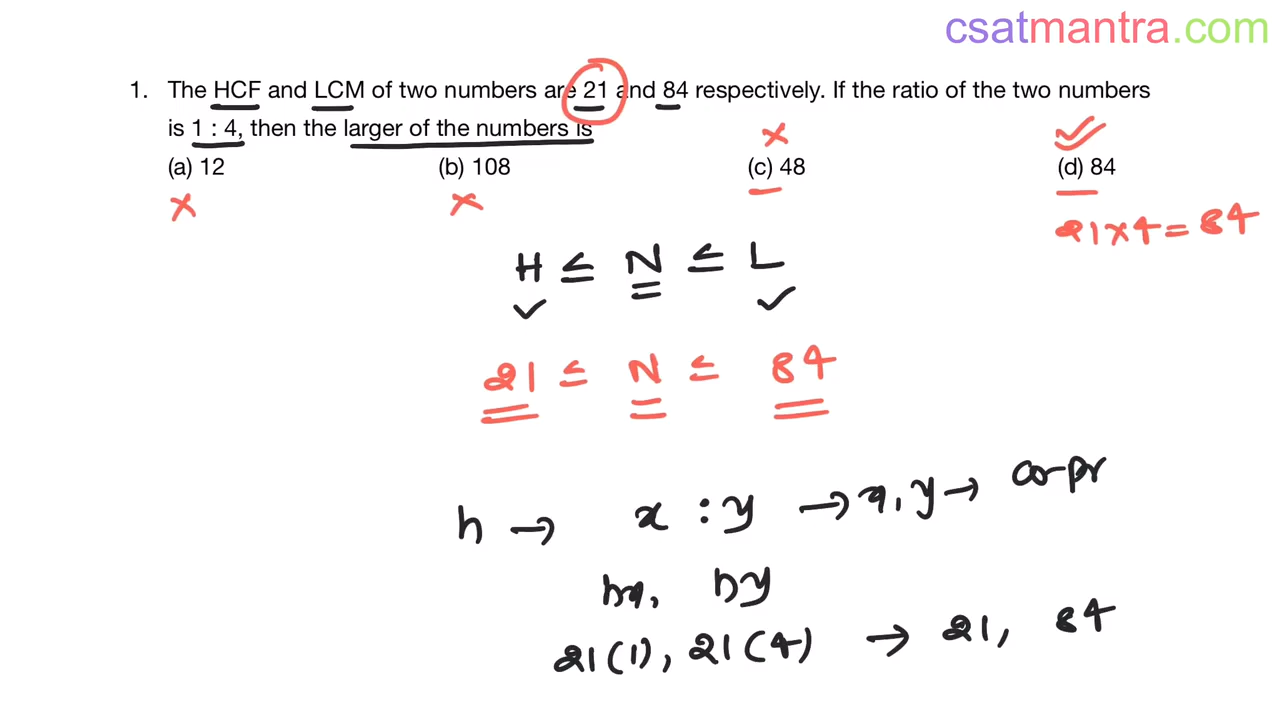 csatmantra.com
1. The HCF and LCM of two numbers are 21 and 84 respectively. If the ratio of the two numbers
is 1 : 4, then the larger of the numbers is
(a) 12 (b) 108 (c) 48 (d) 84
21 × 4 = 84
H ≤ N ≤ L
21 ≤ N ≤ 84
h → x : y → x, y → co-pr
hx, hy
21(1), 21(4) → 21, 84